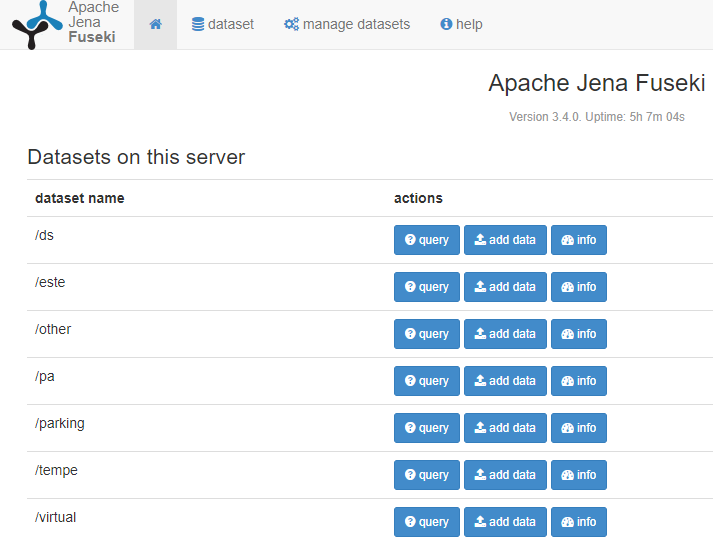 Apache
Jena
Fuseki
dataset
manage datasets
help
Apache Jena Fuseki
Version 3.4.0. Uptime: 5h 7m 04s
Datasets on this server
dataset name actions
/ds query add data info
/este query add data info
/other query add data info
/pa query add data info
/parking query add data info
/tempe query add data info
/virtual query add data info